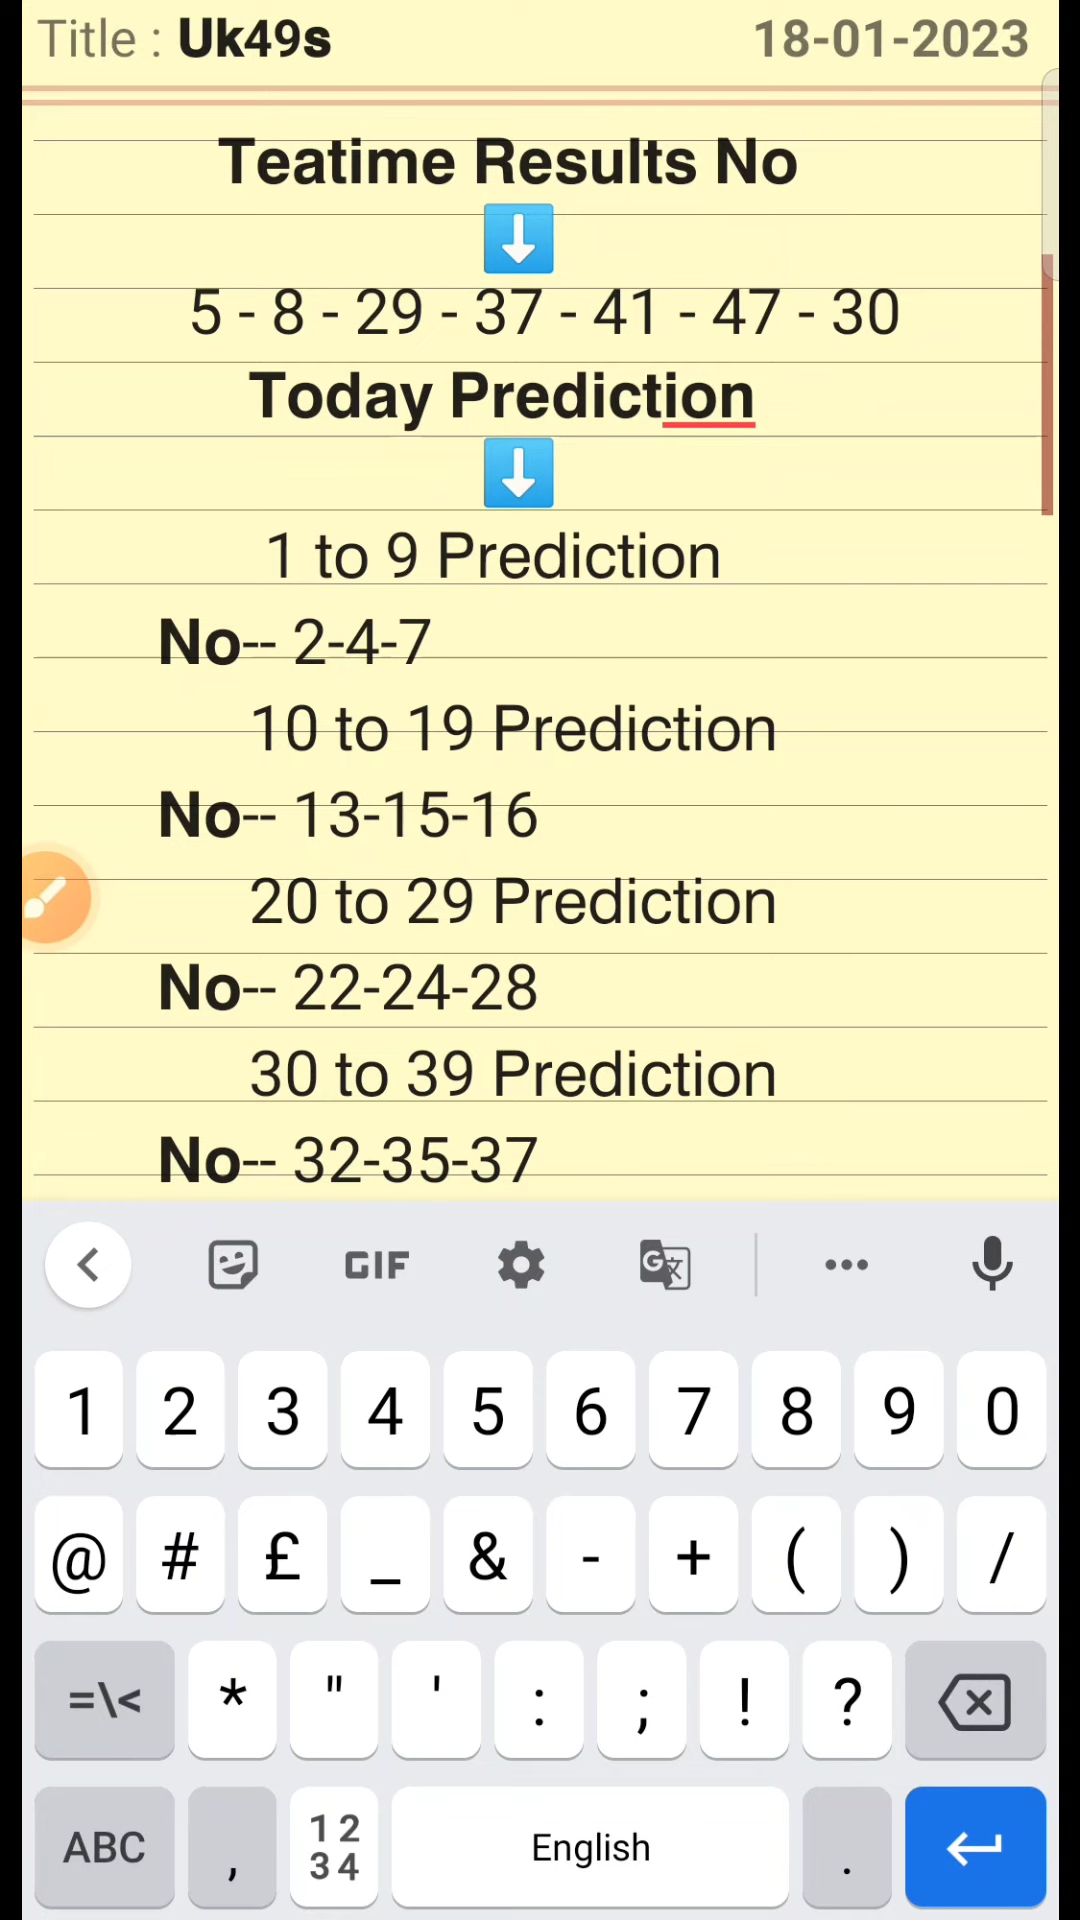 Title : Uk49s 18-01-2023
Teatime Results No
5 - 8 - 29 - 37 - 41 - 47 - 30
Today Prediction
1 to 9 Prediction
No-- 2-4-7
10 to 19 Prediction
No-- 13-15-16
20 to 29 Prediction
No-- 22-24-28
30 to 39 Prediction
No-- 32-35-37
GIF G文
1 2 3 4 5 6 7 8 9 0
@ # £ _ & - + ( ) /
=\< * " ' : ; ! ?
ABC , 1 2 3 4 English .